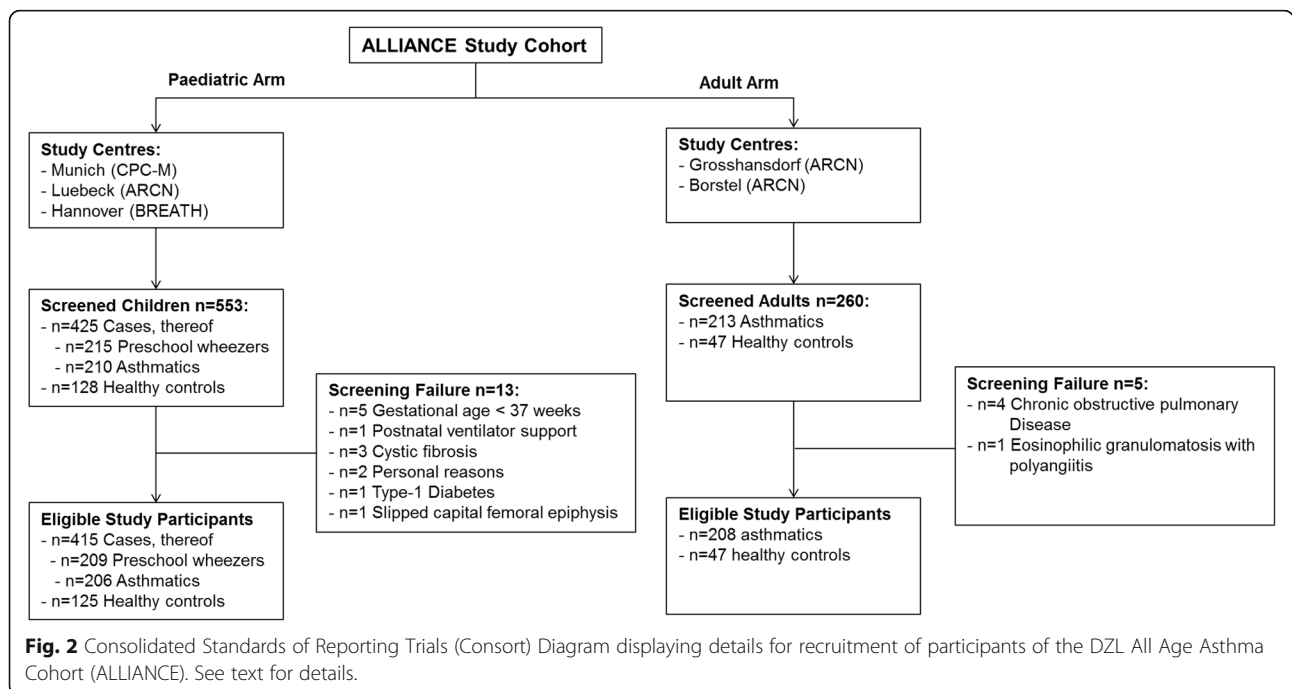 ALLIANCE Study Cohort
Paediatric Arm
Adult Arm
Study Centres:
- Munich (CPC-M)
- Luebeck (ARCN)
- Hannover (BREATH)
Study Centres:
- Grosshansdorf (ARCN)
- Borstel (ARCN)
Screened Children n=553:
- n=425 Cases, thereof
- n=215 Preschool wheezers
- n=210 Asthmatics
- n=128 Healthy controls
Screened Adults n=260:
- n=213 Asthmatics
- n=47 Healthy controls
Screening Failure n=13:
- n=5 Gestational age < 37 weeks
- n=1 Postnatal ventilator support
- n=3 Cystic fibrosis
- n=2 Personal reasons
- n=1 Type-1 Diabetes
- n=1 Slipped capital femoral epiphysis
Screening Failure n=5:
- n=4 Chronic obstructive pulmonary
Disease
- n=1 Eosinophilic granulomatosis with
polyangiitis
Eligible Study Participants
- n=415 Cases, thereof
- n=209 Preschool wheezers
- n=206 Asthmatics
- n=125 Healthy controls
Eligible Study Participants
- n=208 asthmatics
- n=47 healthy controls
Fig. 2 Consolidated Standards of Reporting Trials (Consort) Diagram displaying details for recruitment of participants of the DZL All Age Asthma
Cohort (ALLIANCE). See text for details.